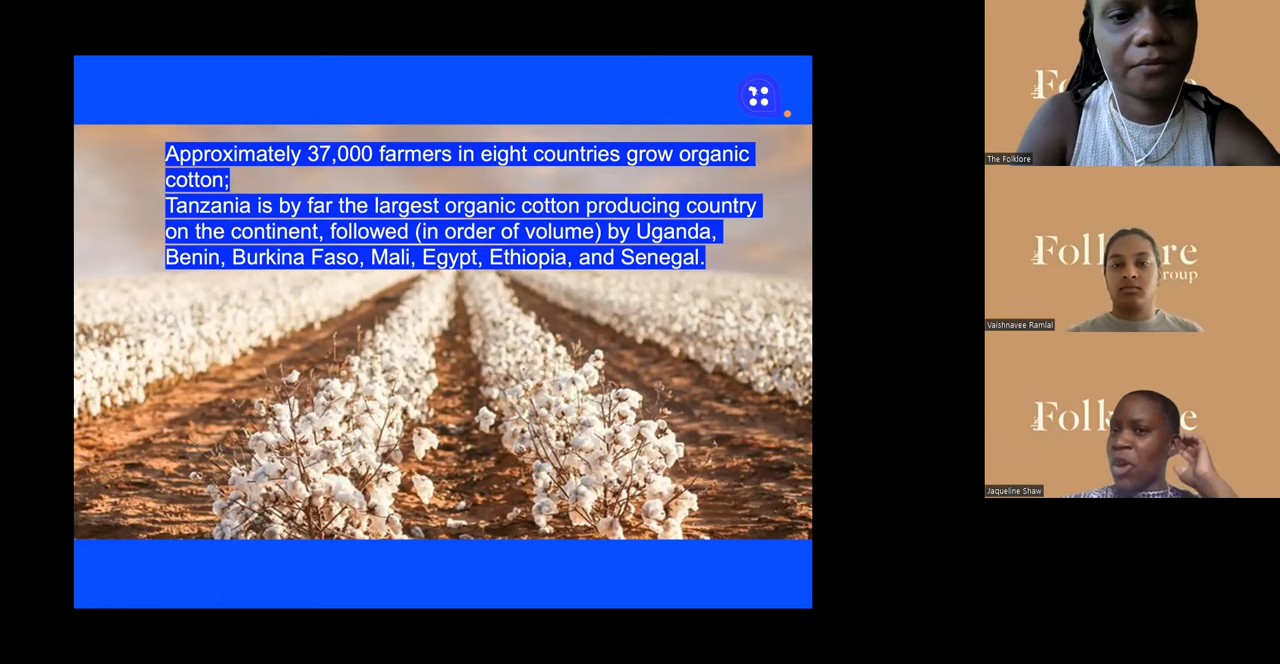 Approximately 37,000 farmers in eight countries grow organic
cotton;
Tanzania is by far the largest organic cotton producing country
on the continent, followed (in order of volume) by Uganda,
Benin, Burkina Faso, Mali, Egypt, Ethiopia, and Senegal.
The Folklore
Vaishnavee Ramlal
Jaqueline Shaw